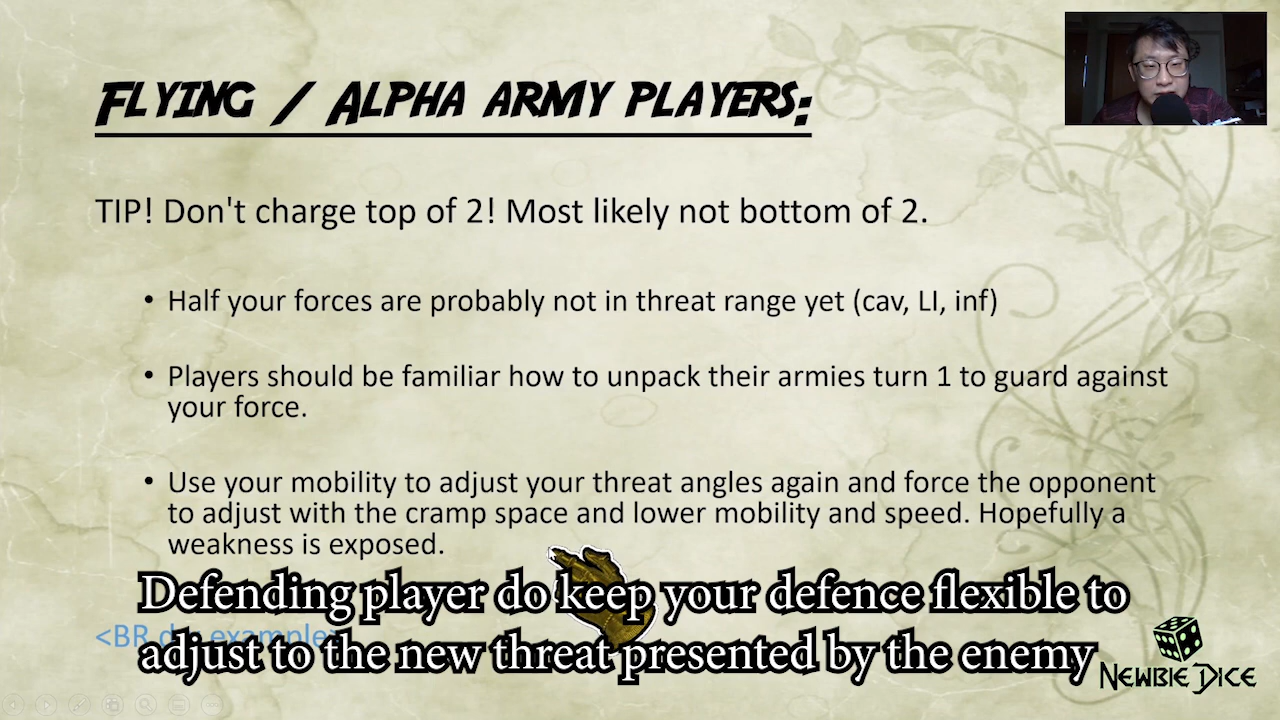 Flying / Alpha army players:
TIP! Don't charge top of 2! Most likely not bottom of 2.
• Half your forces are probably not in threat range yet (cav, LI, inf)
• Players should be familiar how to unpack their armies turn 1 to guard against
your force.
• Use your mobility to adjust your threat angles again and force the opponent
to adjust with the cramp space and lower mobility and speed. Hopefully a
weakness is exposed.
Defending player do keep your defence flexible to
<BR
adjust to the new threat presented by the enemy
Newbie Dice